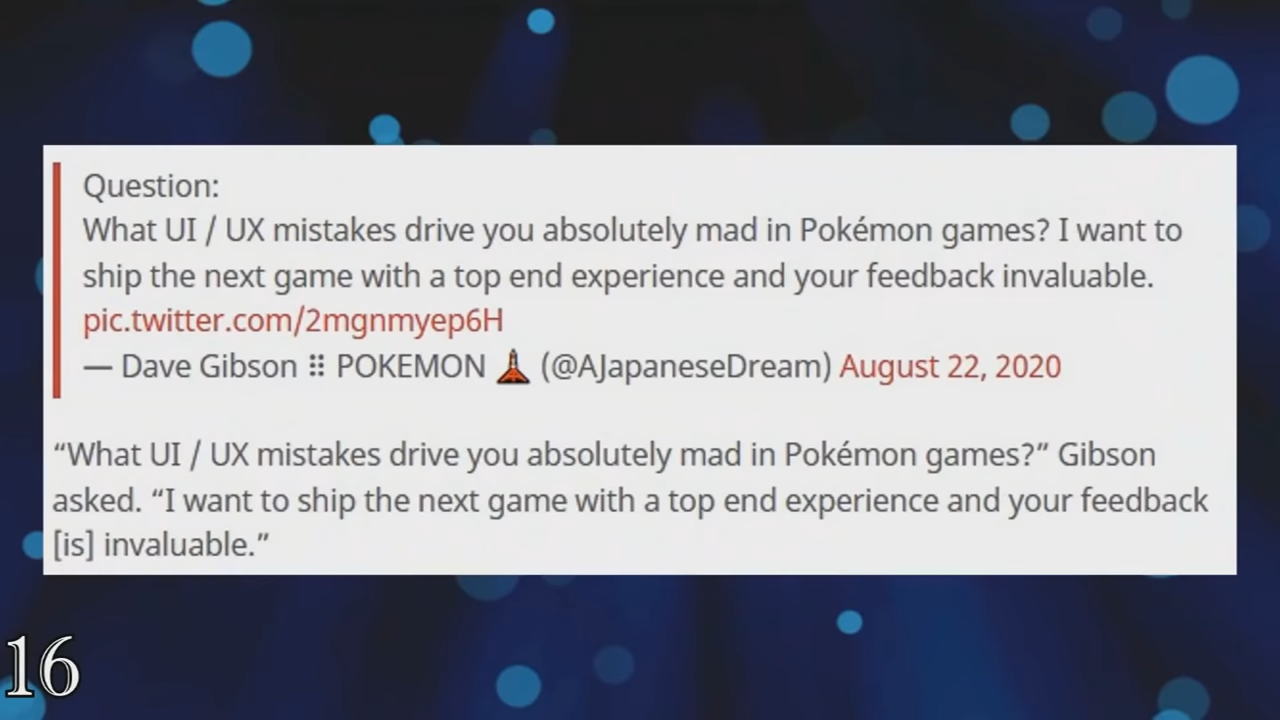 Question:
What UI / UX mistakes drive you absolutely mad in Pokémon games? I want to
ship the next game with a top end experience and your feedback invaluable.
pic.twitter.com/2mgnmyep6H
— Dave Gibson ⠿ POKEMON 🗼 (@AJapaneseDream) August 22, 2020
“What UI / UX mistakes drive you absolutely mad in Pokémon games?” Gibson
asked. “I want to ship the next game with a top end experience and your feedback
[is] invaluable.”
16